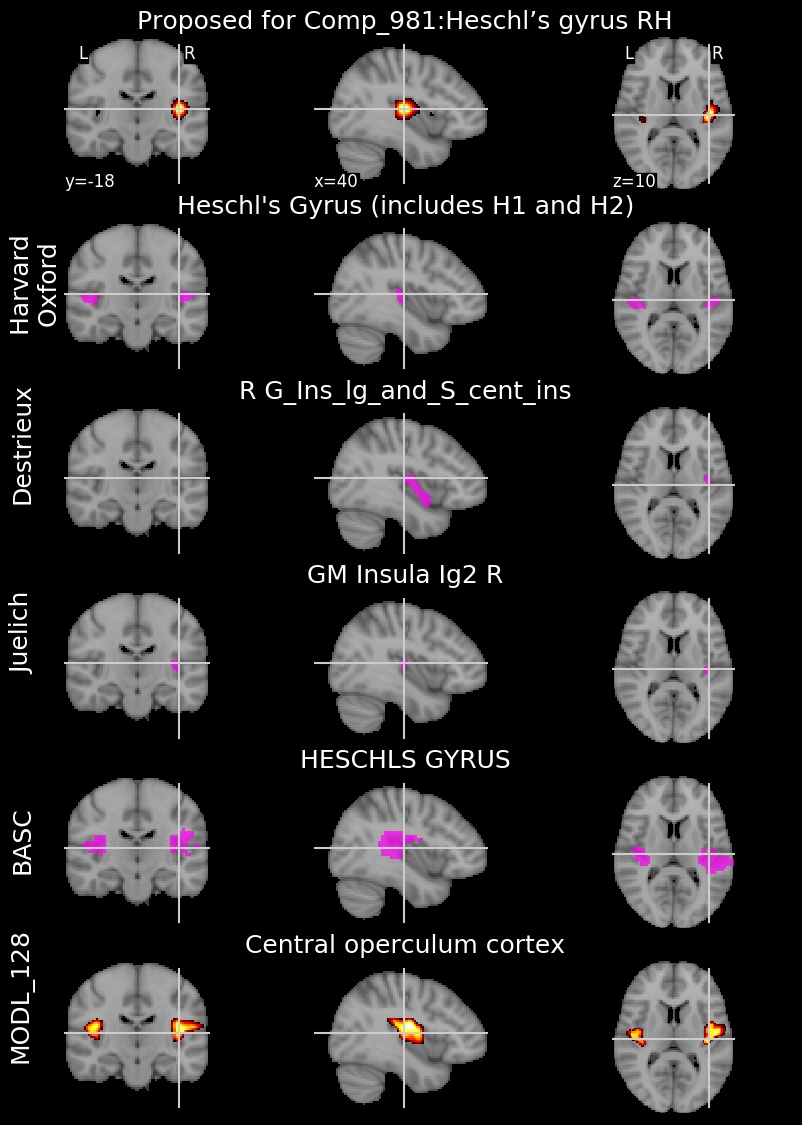 Proposed for Comp_981:Heschl’s gyrus RH
L R L R
y=-18 x=40 z=10
Heschl's Gyrus (includes H1 and H2)
Harvard
Oxford
R G_Ins_lg_and_S_cent_ins
Destrieux
GM Insula Ig2 R
Juelich
HESCHLS GYRUS
BASC
Central operculum cortex
MODL_128